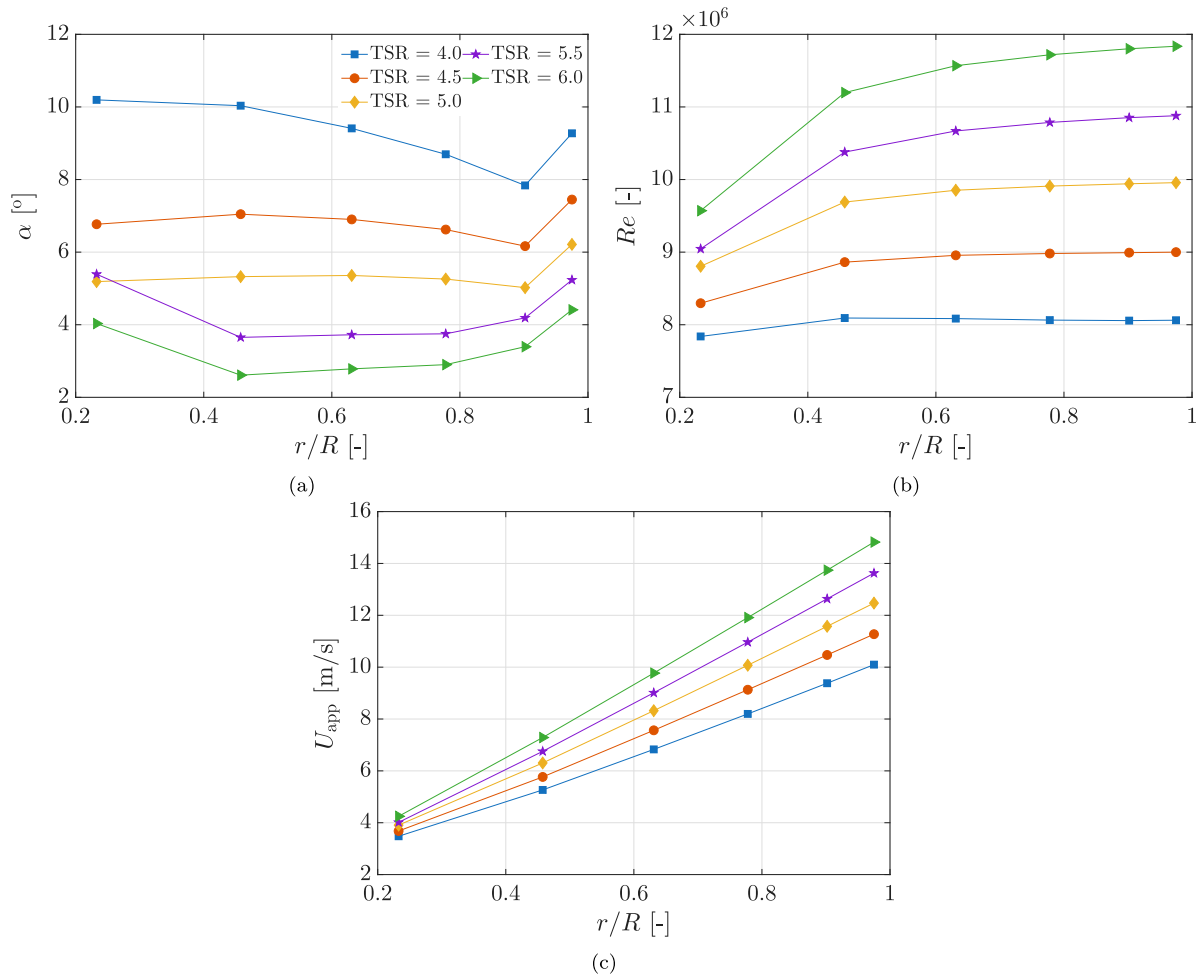 12
10
8
6
4
2
0.2
0.4
0.6
0.8
1
α [º]
r/R [-]
TSR = 4.0
TSR = 4.5
TSR = 5.0
TSR = 5.5
TSR = 6.0
(a)
×10⁶
12
11
10
9
8
7
0.2
0.4
0.6
0.8
1
Re [-]
r/R [-]
(b)
16
14
12
10
8
6
4
2
0.2
0.4
0.6
0.8
1
U_app [m/s]
r/R [-]
(c)